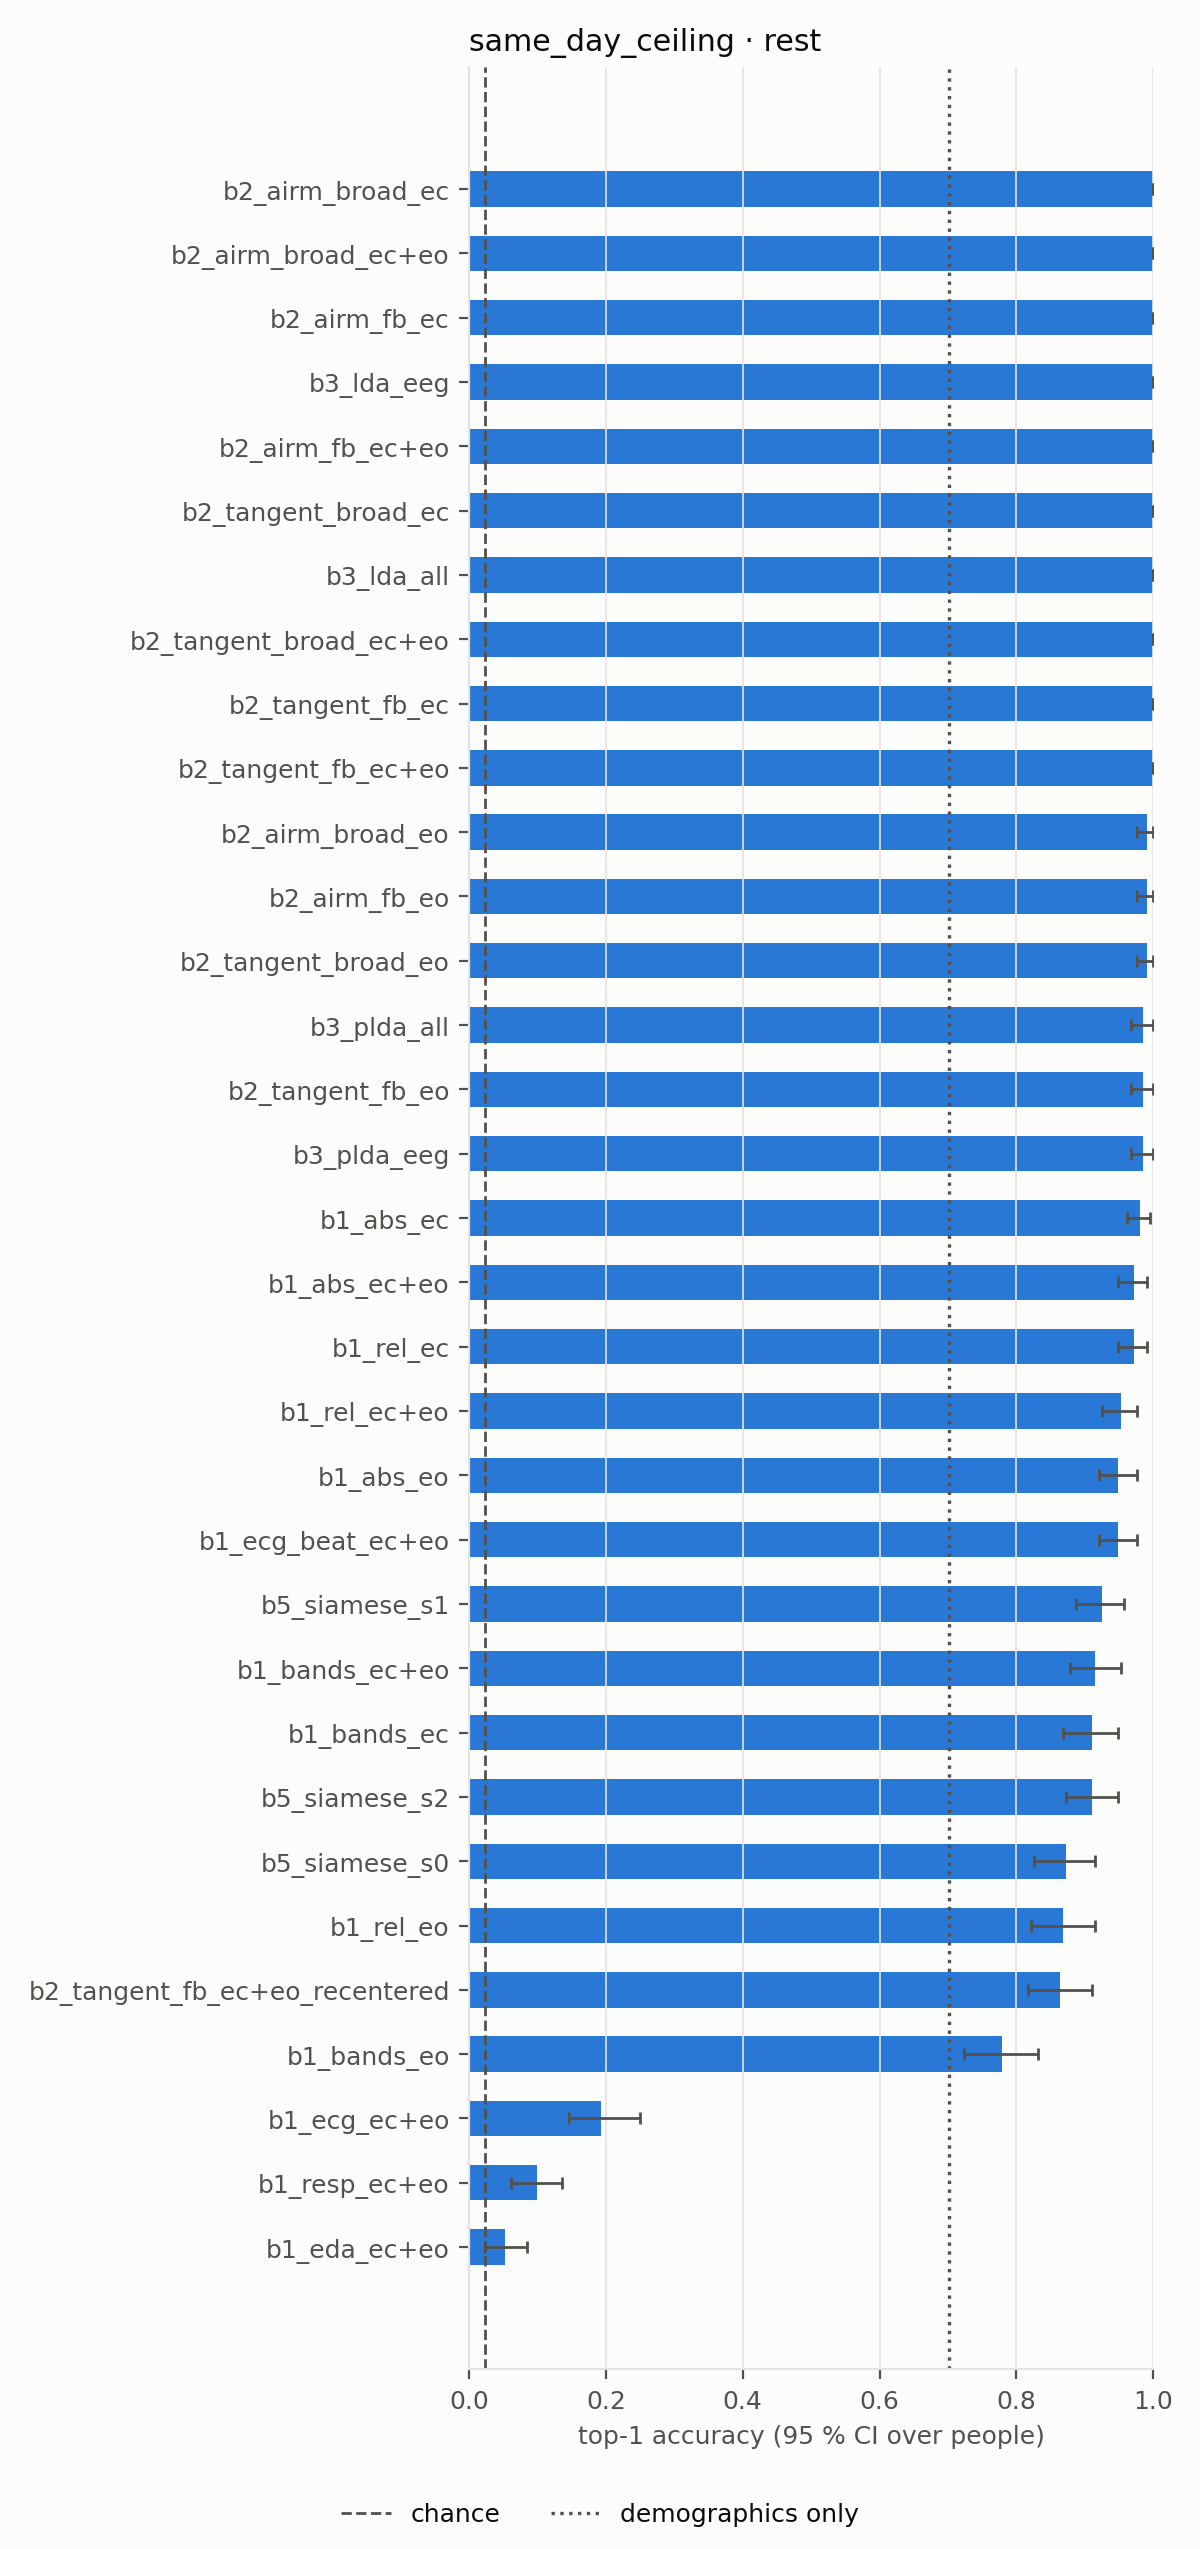 same_day_ceiling · rest
b2_airm_broad_ec
b2_airm_broad_ec+eo
b2_airm_fb_ec
b3_lda_eeg
b2_airm_fb_ec+eo
b2_tangent_broad_ec
b3_lda_all
b2_tangent_broad_ec+eo
b2_tangent_fb_ec
b2_tangent_fb_ec+eo
b2_airm_broad_eo
b2_airm_fb_eo
b2_tangent_broad_eo
b3_plda_all
b2_tangent_fb_eo
b3_plda_eeg
b1_abs_ec
b1_abs_ec+eo
b1_rel_ec
b1_rel_ec+eo
b1_abs_eo
b1_ecg_beat_ec+eo
b5_siamese_s1
b1_bands_ec+eo
b1_bands_ec
b5_siamese_s2
b5_siamese_s0
b1_rel_eo
b2_tangent_fb_ec+eo_recentered
b1_bands_eo
b1_ecg_ec+eo
b1_resp_ec+eo
b1_eda_ec+eo
0.0 0.2 0.4 0.6 0.8 1.0
top-1 accuracy (95 % CI over people)
chance demographics only